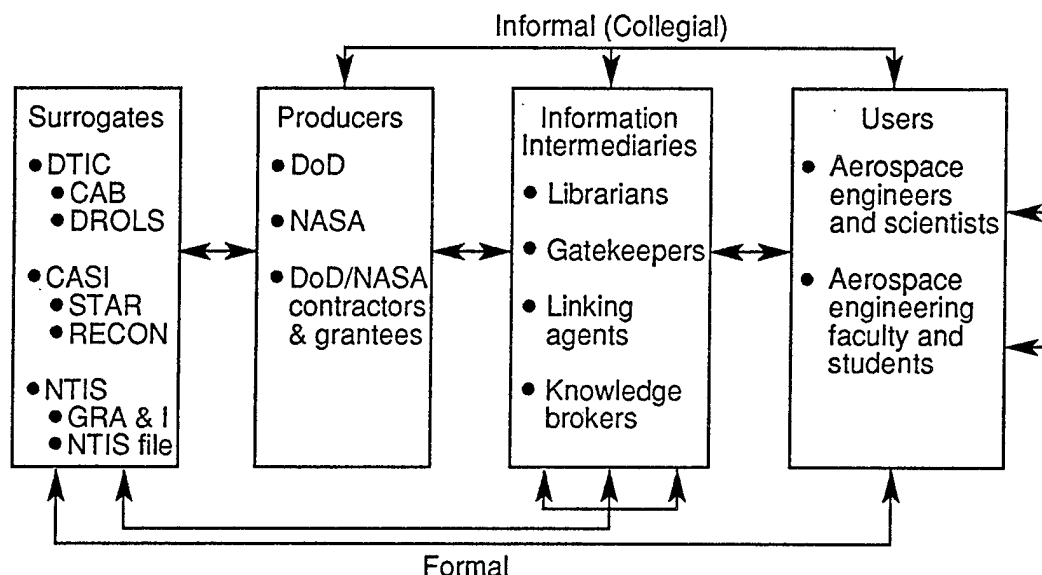 Informal (Collegial)
Surrogates
• DTIC
• CAB
• DROLS
• CASI
• STAR
• RECON
• NTIS
• GRA & I
• NTIS file
Producers
• DoD
• NASA
• DoD/NASA
contractors
& grantees
Information
Intermediaries
• Librarians
• Gatekeepers
• Linking
agents
• Knowledge
brokers
Users
• Aerospace
engineers
and scientists
• Aerospace
engineering
faculty and
students
Formal